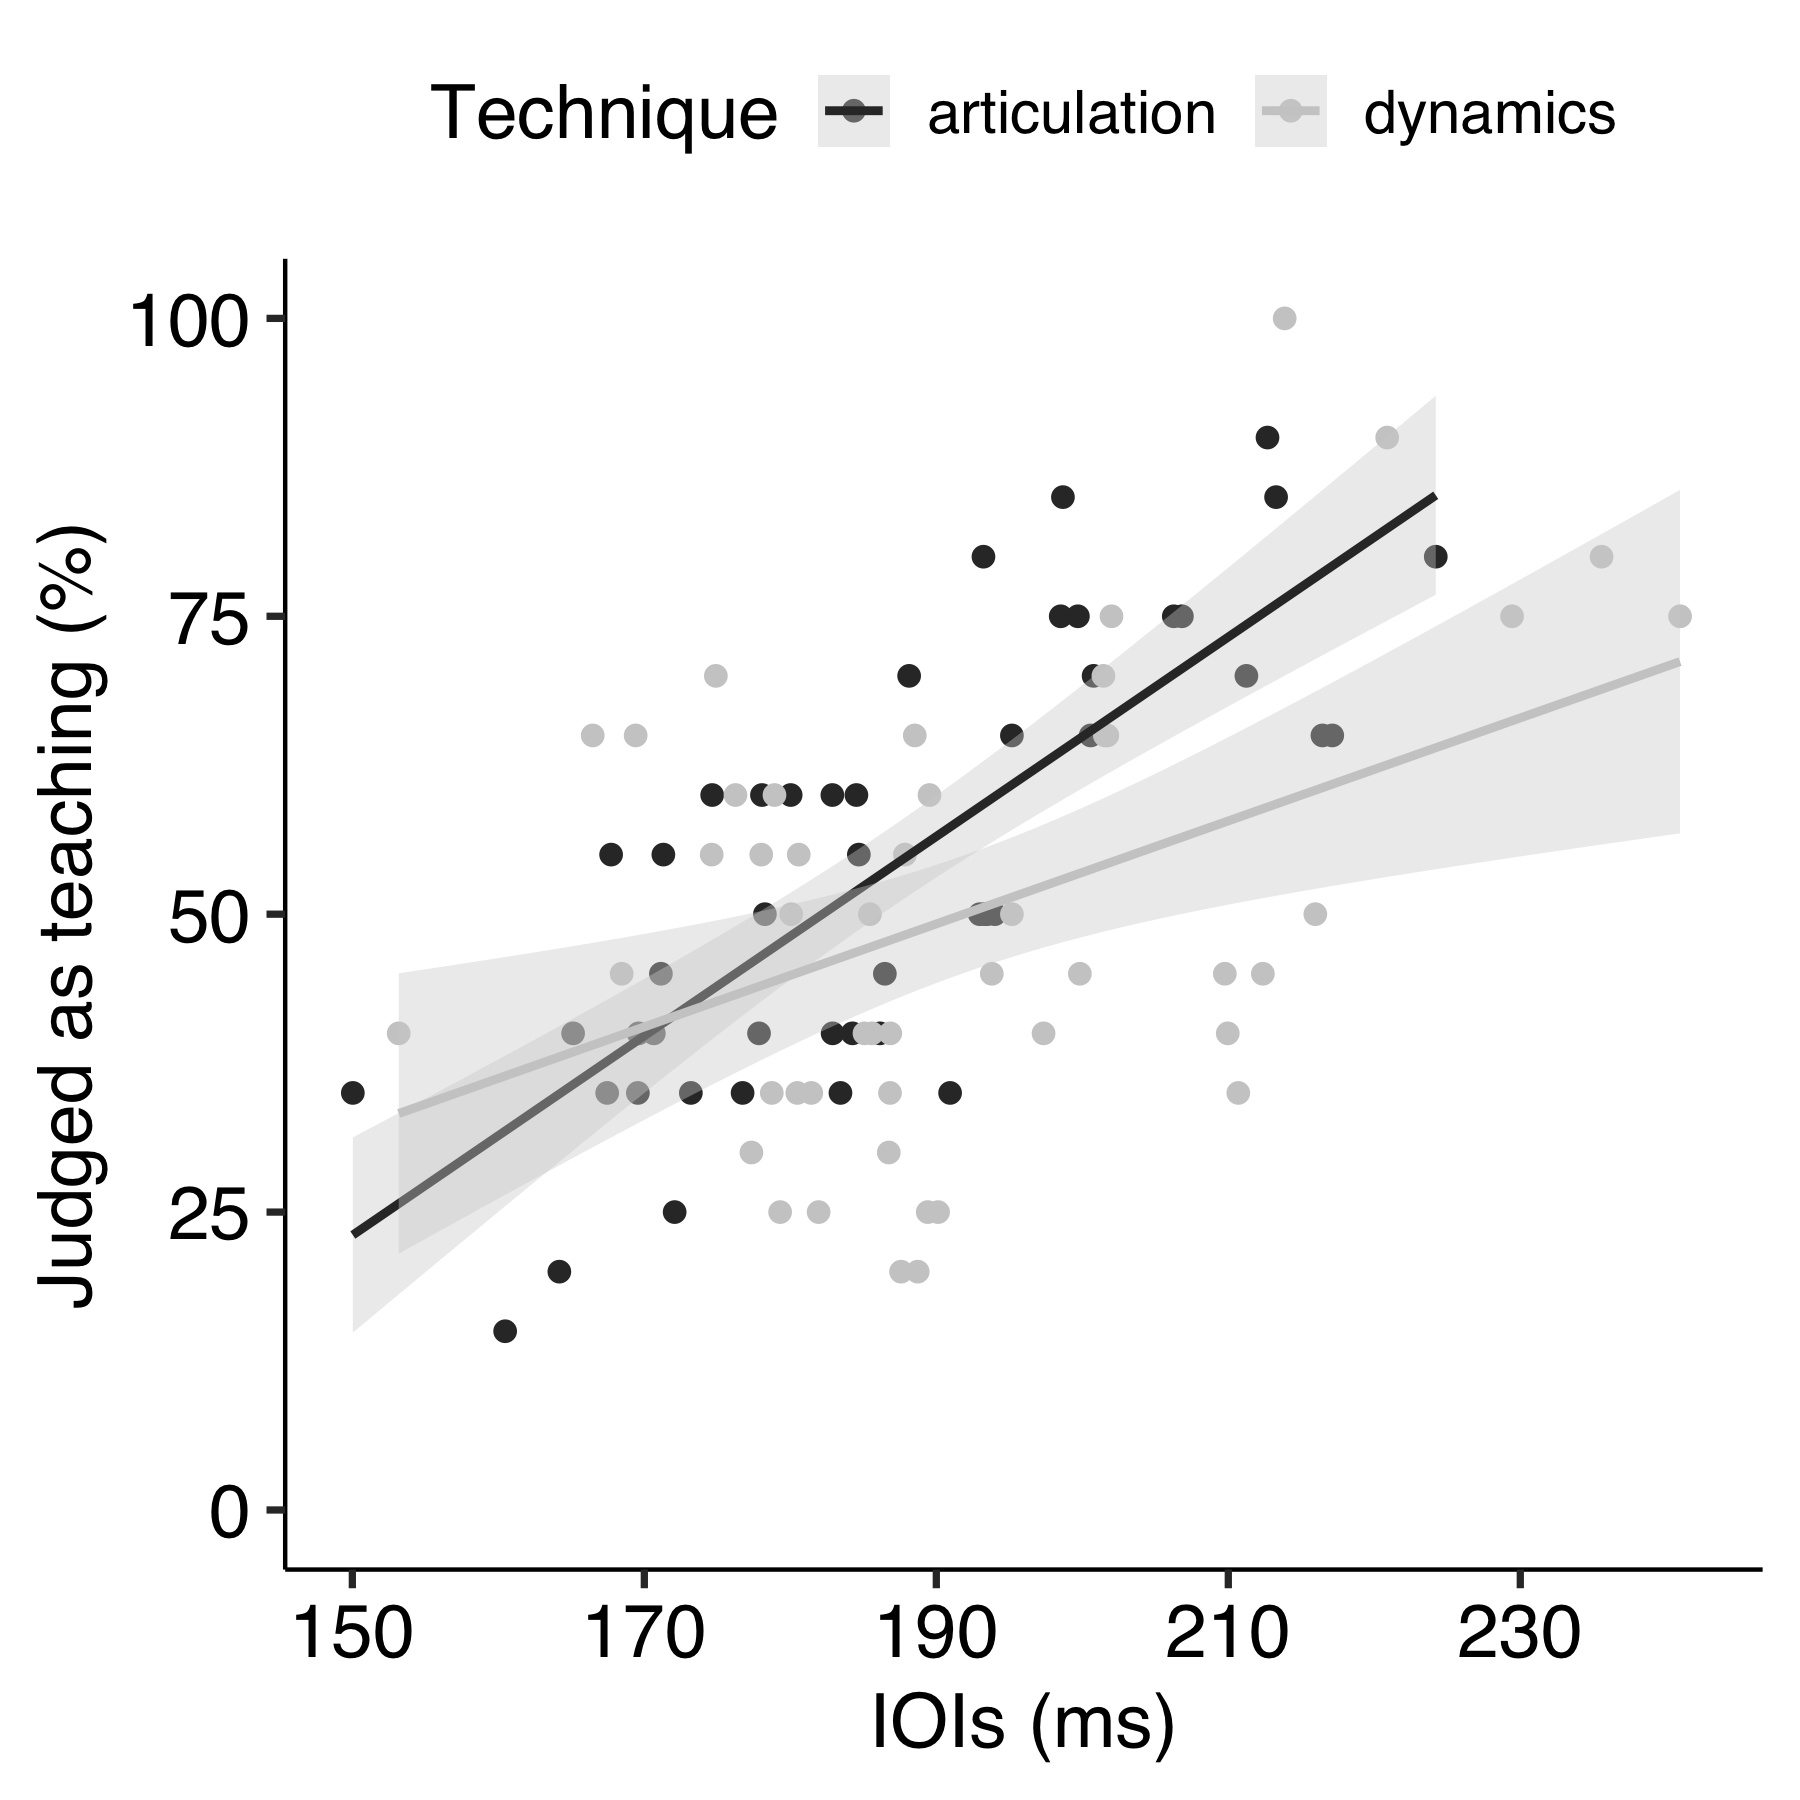 Technique articulation dynamics
Judged as teaching (%)
100
75
50
25
0
150 170 190 210 230
IOIs (ms)